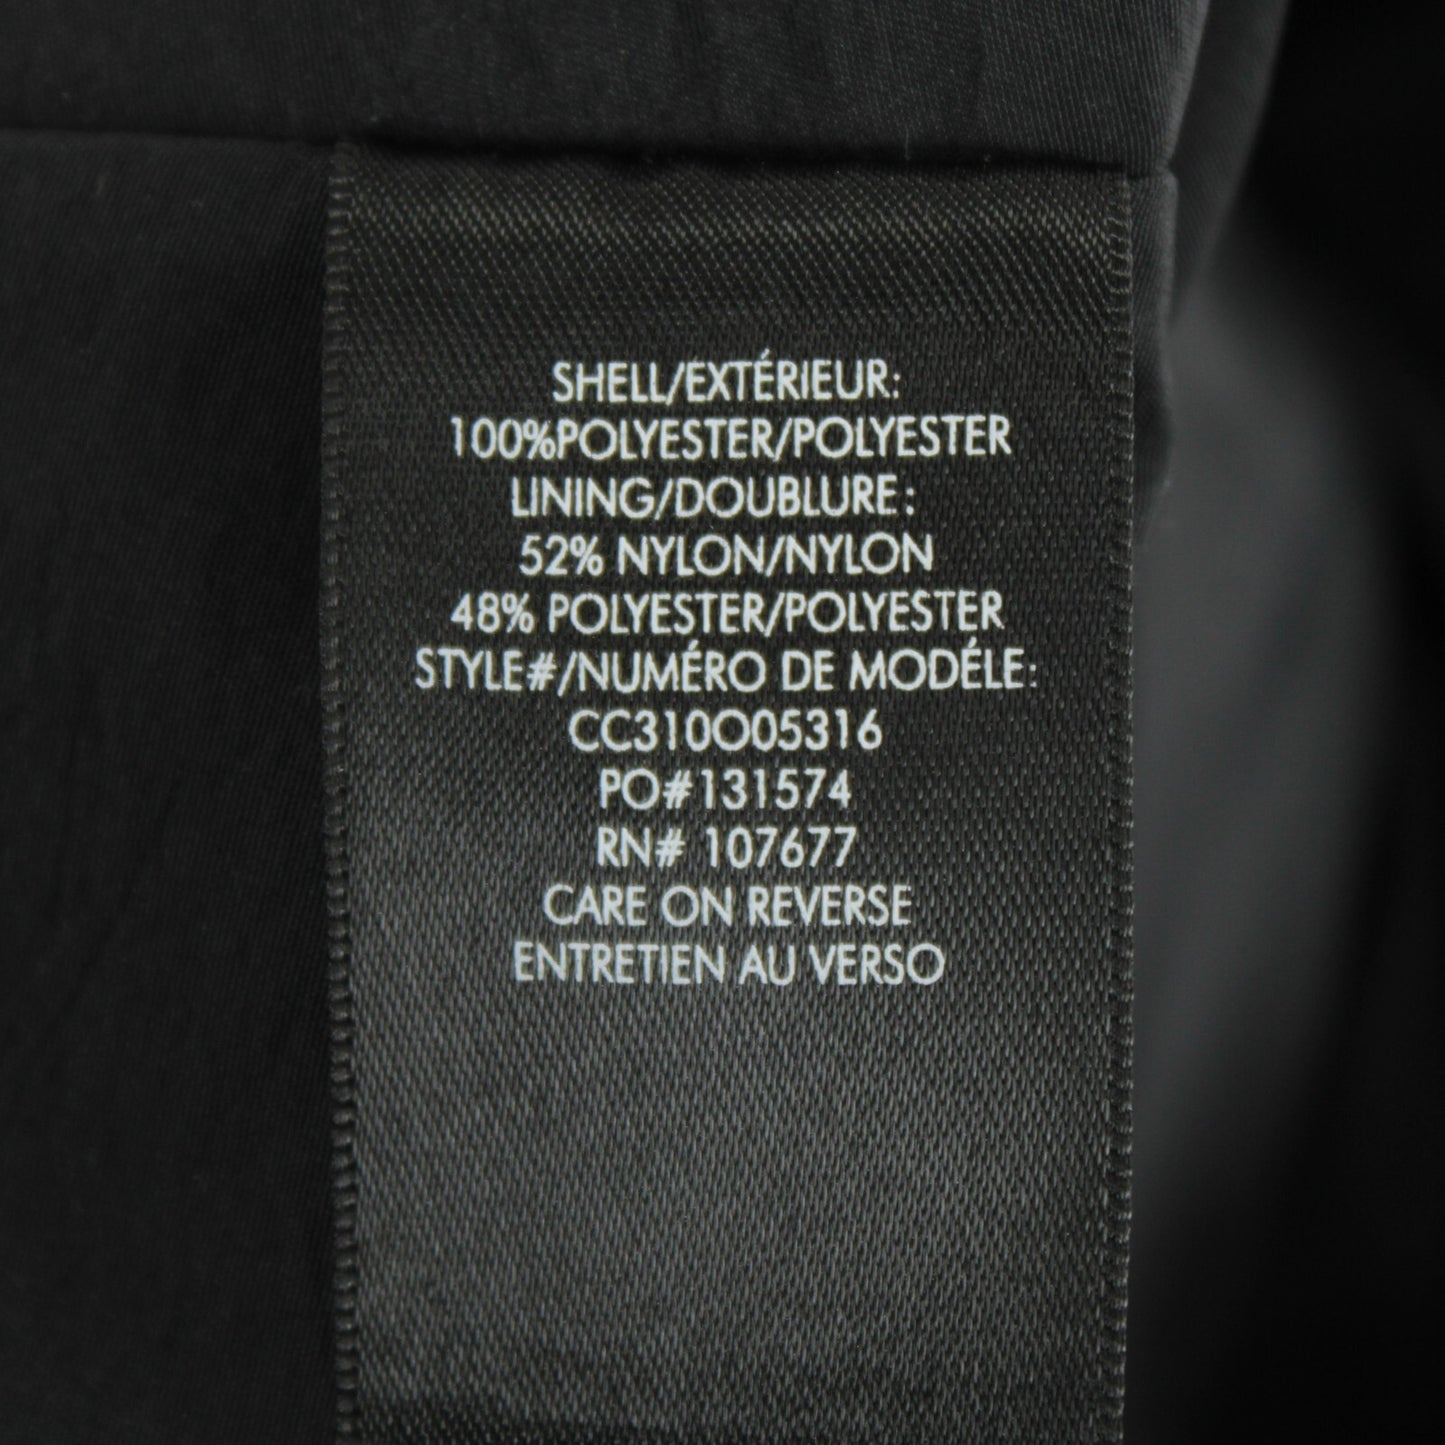 SHELL/EXTÉRIEUR:
100%POLYESTER/POLYESTER
LINING/DOUBLURE:
52% NYLON/NYLON
48% POLYESTER/POLYESTER
STYLE#/NUMÉRO DE MODÉLE:
CC310O05316
PO#131574
RN# 107677
CARE ON REVERSE
ENTRETIEN AU VERSO